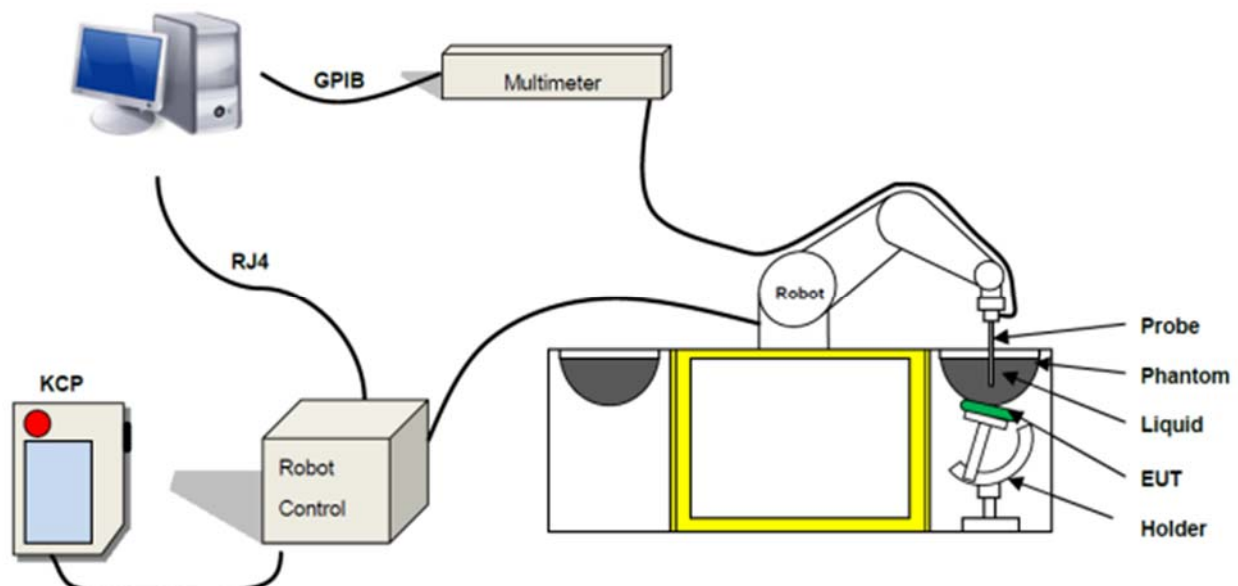 GPIB
Multimeter
RJ4
Robot
Probe
Phantom
KCP
Liquid
Robot
Control
EUT
Holder